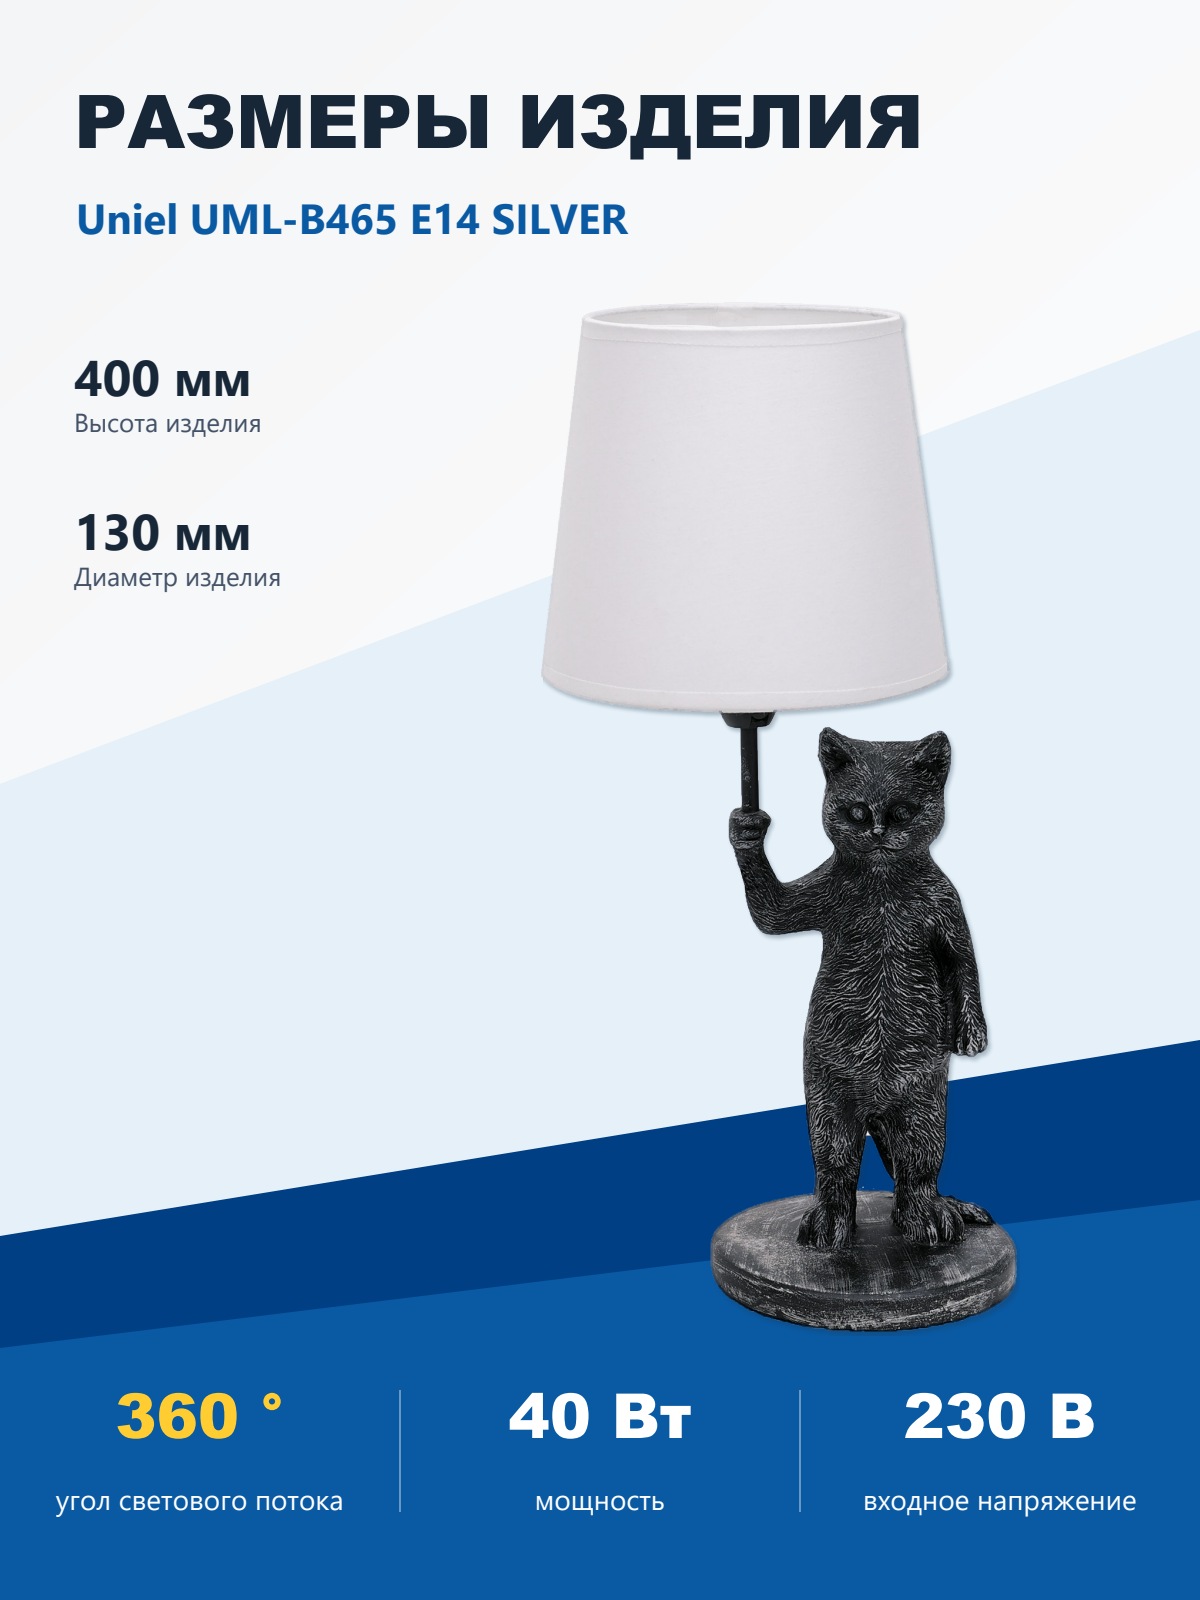 РАЗМЕРЫ ИЗДЕЛИЯ
Uniel UML-B465 E14 SILVER
400 мм
Высота изделия
130 мм
Диаметр изделия
360 °
угол светового потока
40 Вт
мощность
230 В
входное напряжение